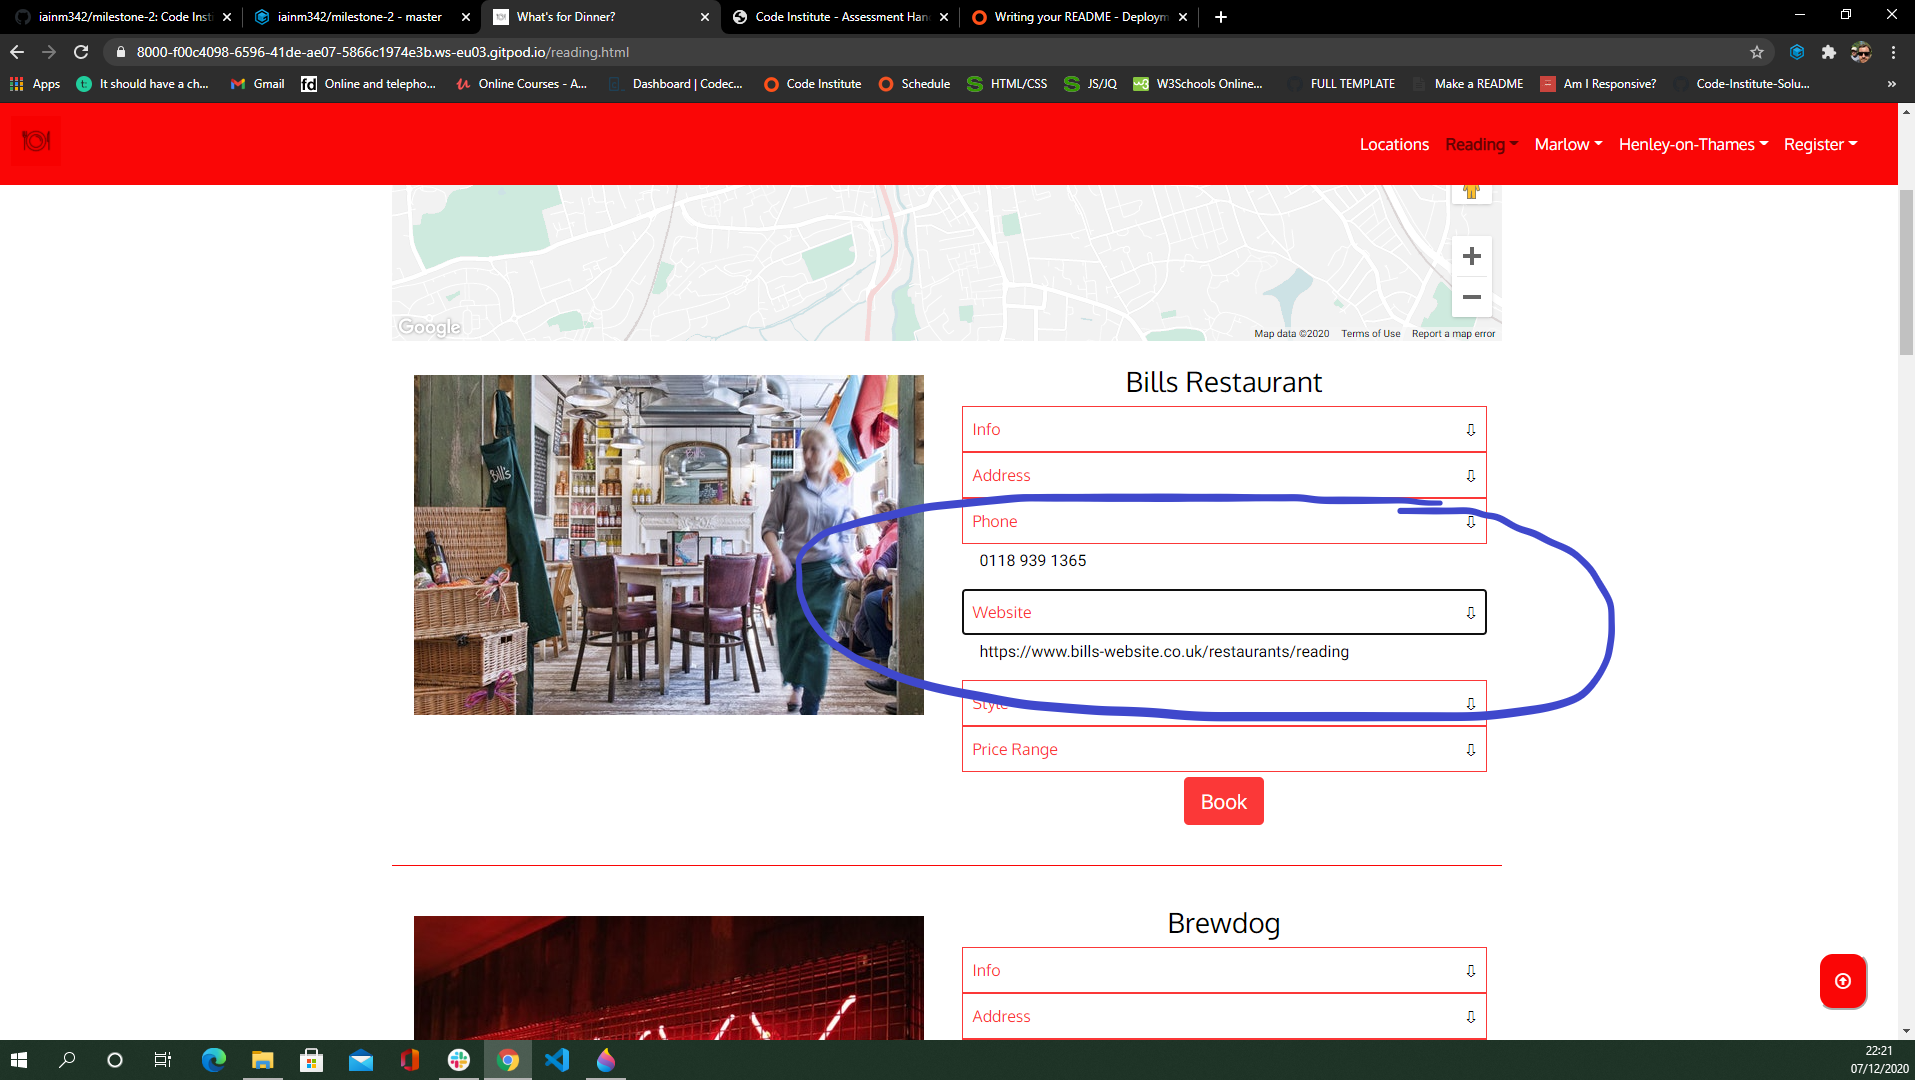 iainm342/milestone-2: Code Insti
iainm342/milestone-2 - master
What's for Dinner?
Code Institute - Assessment Han
Writing your README - Deploym
8000-f00c4098-6596-41de-ae07-5866c1974e3b.ws-eu03.gitpod.io/reading.html
Apps
It should have a ch...
Gmail
Online and telepho...
Online Courses - A...
Dashboard | Codec...
Code Institute
Schedule
HTML/CSS
JS/JQ
W3Schools Online...
FULL TEMPLATE
Make a README
Am I Responsive?
Code-Institute-Solu...
Locations
Reading
Marlow
Henley-on-Thames
Register
Google
Map data ©2020
Terms of Use
Report a map error
Bills Restaurant
Info
Address
Phone
0118 939 1365
Website
https://www.bills-website.co.uk/restaurants/reading
Style
Price Range
Book
Bill's
Brewdog
Info
Address
22:21
07/12/2020